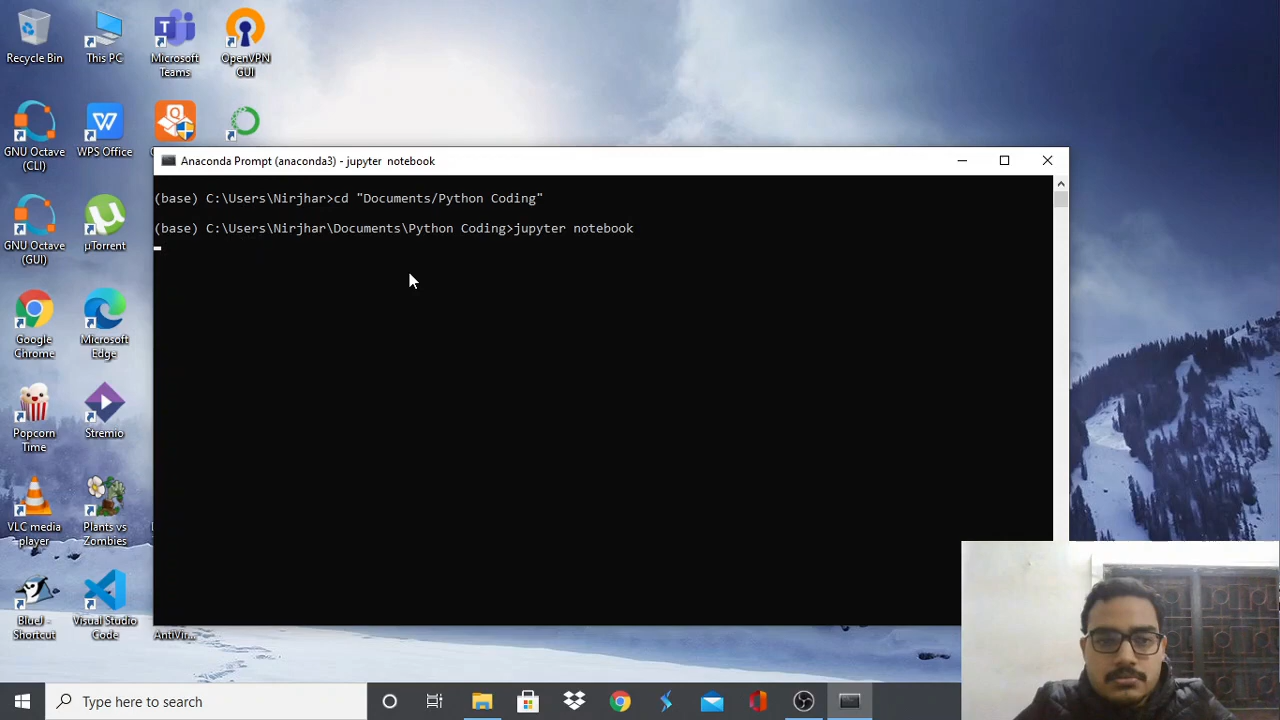 Recycle Bin
This PC
Microsoft
Teams
OpenVPN
GUI
GNU Octave
(CLI)
WPS Office
Anaconda Prompt (anaconda3) - jupyter notebook
(base) C:\Users\Nirjhar>cd "Documents/Python Coding"
(base) C:\Users\Nirjhar\Documents\Python Coding>jupyter notebook
GNU Octave
(GUI)
µTorrent
Google
Chrome
Microsoft
Edge
Popcorn
Time
Stremio
VLC media
player
Plants vs
Zombies
BlueJ -
Shortcut
Visual Studio
Code
AntiVir...
Type here to search